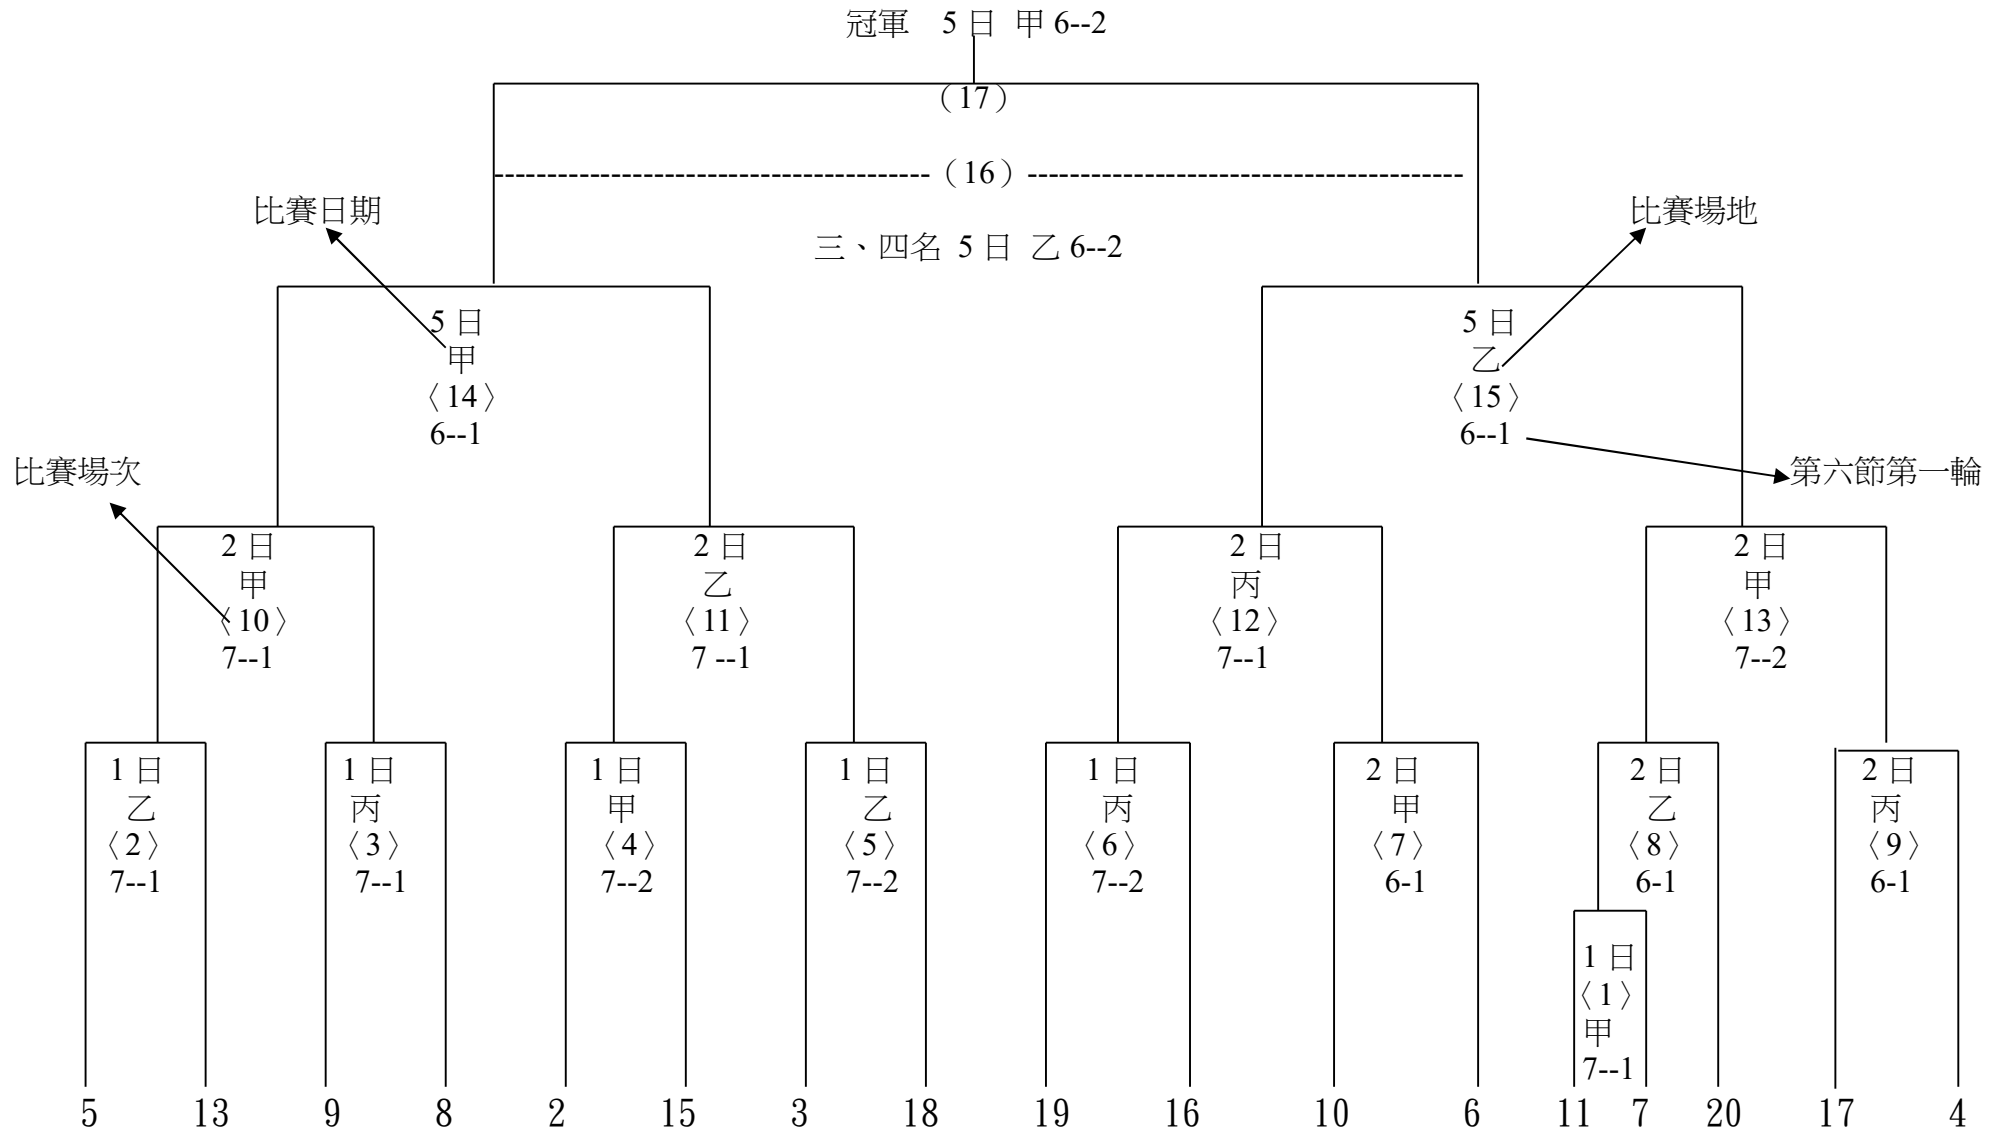 冠軍 5日 甲6--2
（17）
-----------------------------------------（16）-----------------------------------------
比賽日期
比賽場地
三、四名 5日 乙6--2
5日
甲
〈14〉
6--1
5日
乙
〈15〉
6--1
比賽場次
第六節第一輪
2日
甲
〈10〉
7--1
2日
乙
〈11〉
7 --1
2日
丙
〈12〉
7--1
2日
甲
〈13〉
7--2
1日
乙
〈2〉
7--1
1日
丙
〈3〉
7--1
1日
甲
〈4〉
7--2
1日
乙
〈5〉
7--2
1日
丙
〈6〉
7--2
2日
甲
〈7〉
6-1
2日
乙
〈8〉
6-1
2日
丙
〈9〉
6-1
1日
〈1〉
甲
7--1
5 13 9 8 2 15 3 18 19 16 10 6 11 7 20 17 4